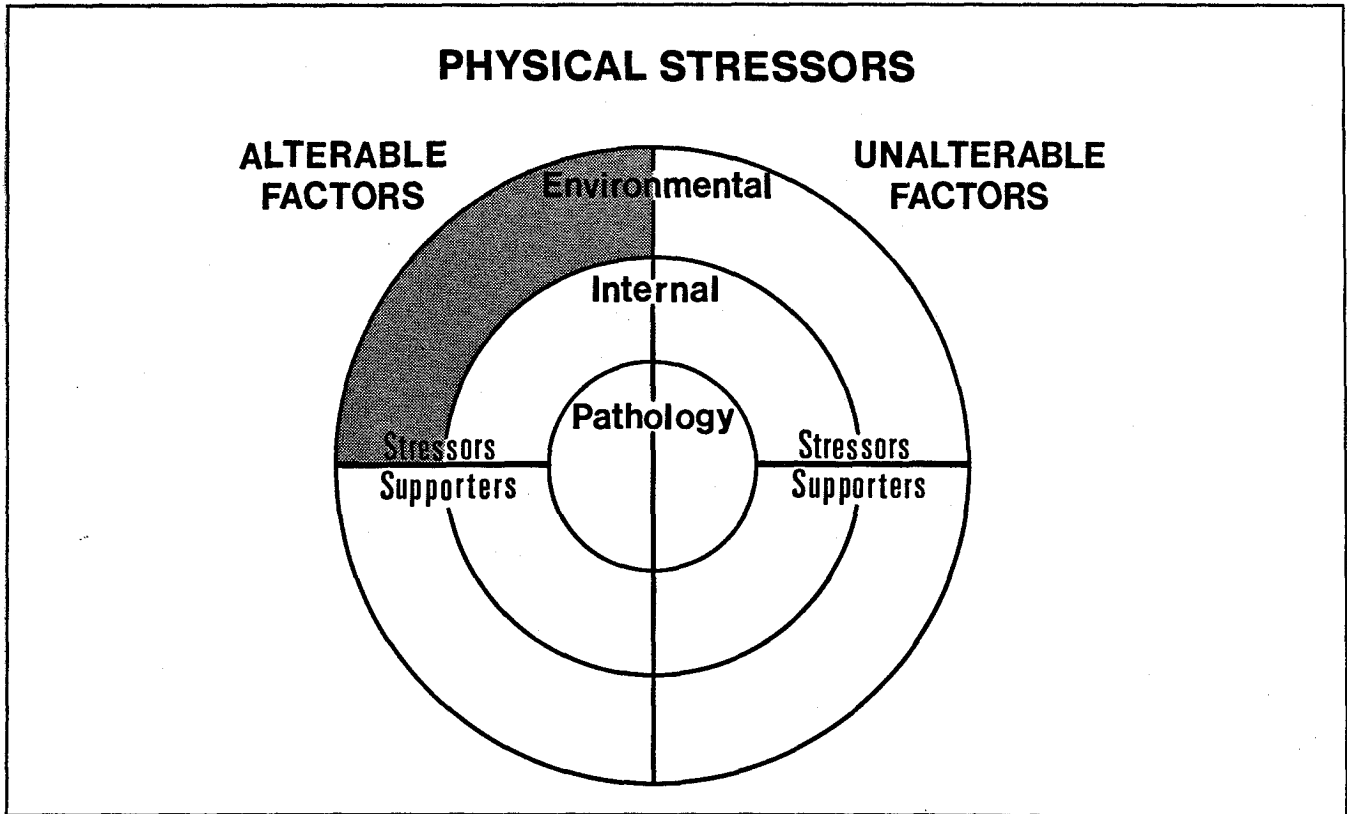 PHYSICAL STRESSORS
ALTERABLE
FACTORS
UNALTERABLE
FACTORS
Environmental
Internal
Pathology
Stressors
Supporters
Stressors
Supporters